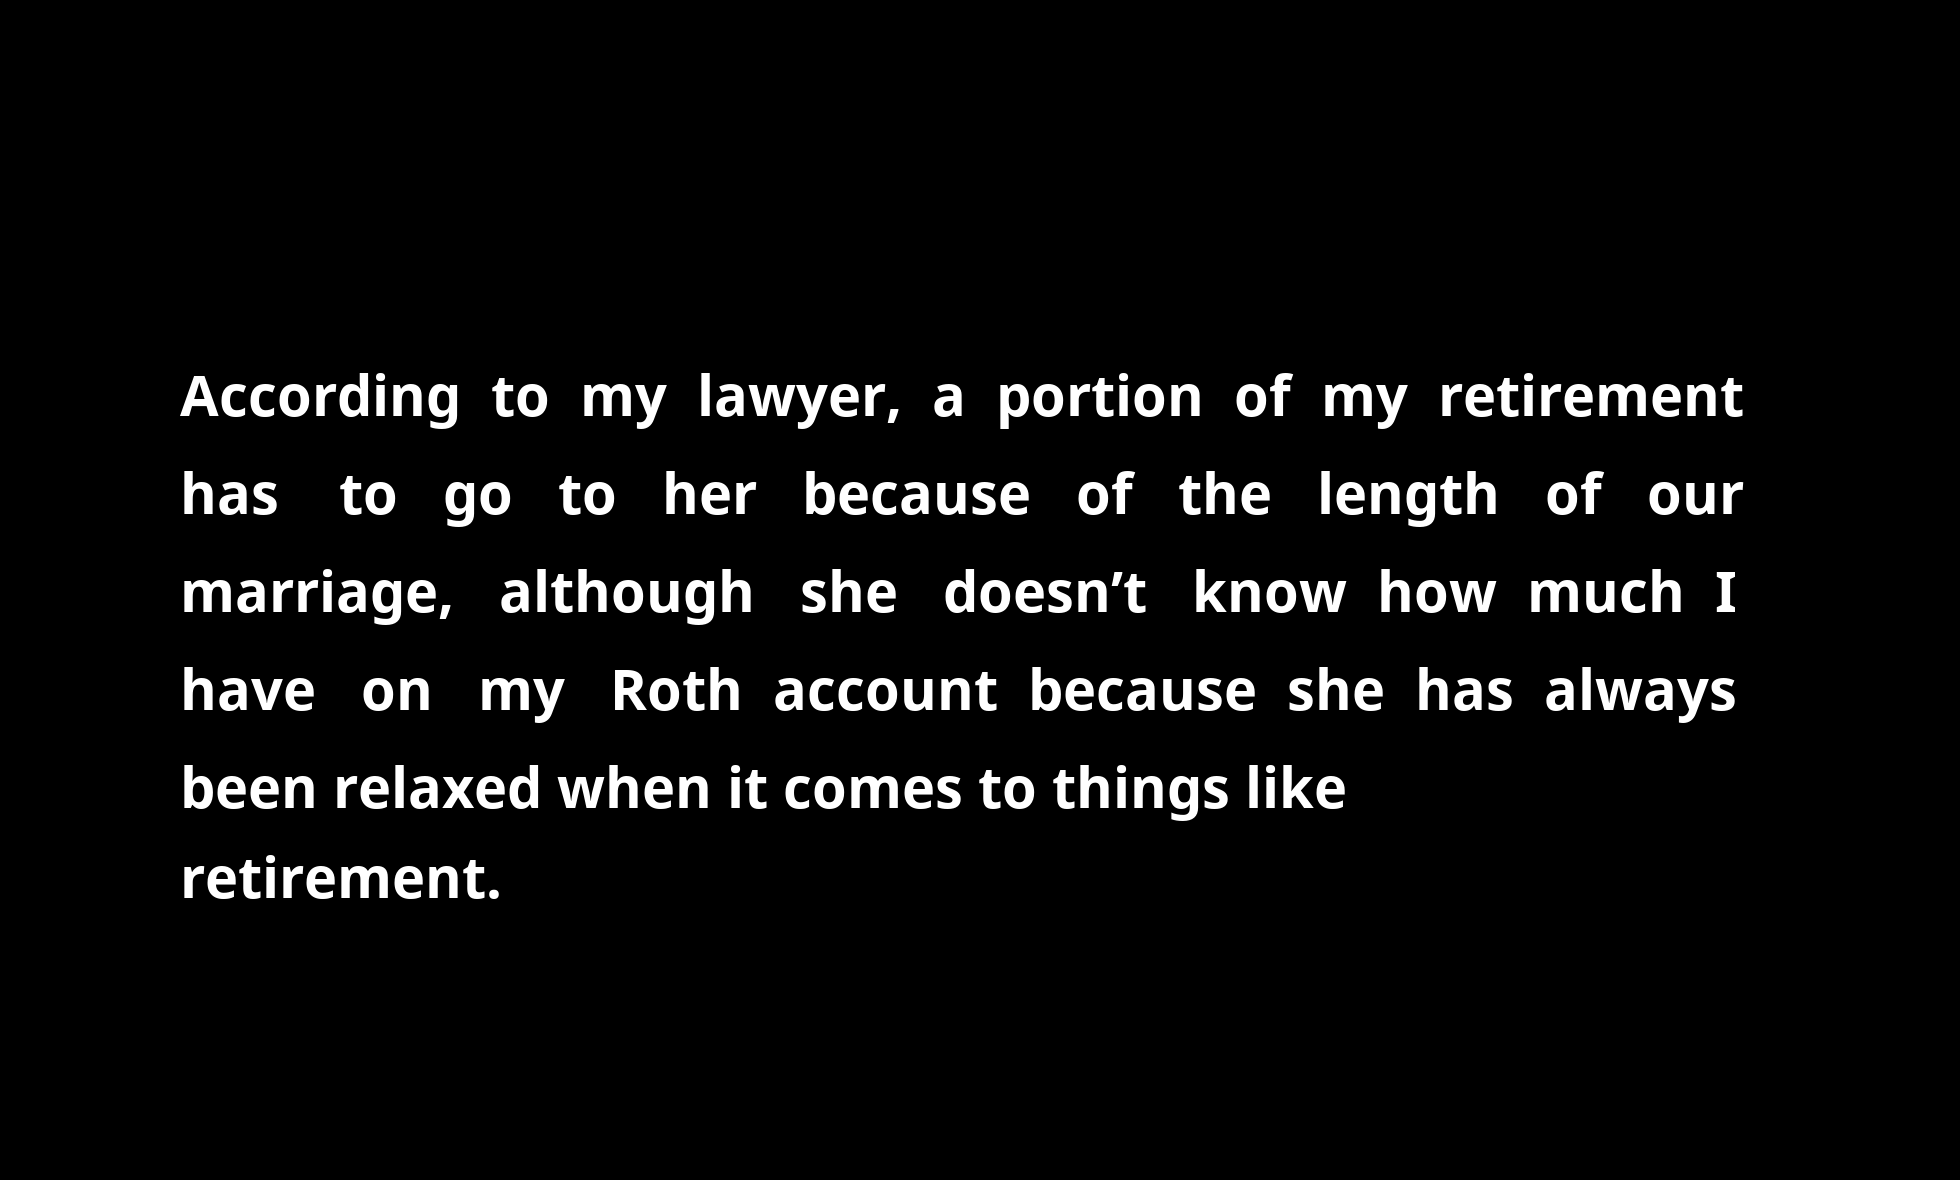 According to my lawyer, a portion of my retirement
has to go to her because of the length of our
marriage, although she doesn’t know how much I
have on my Roth account because she has always
been relaxed when it comes to things like
retirement.